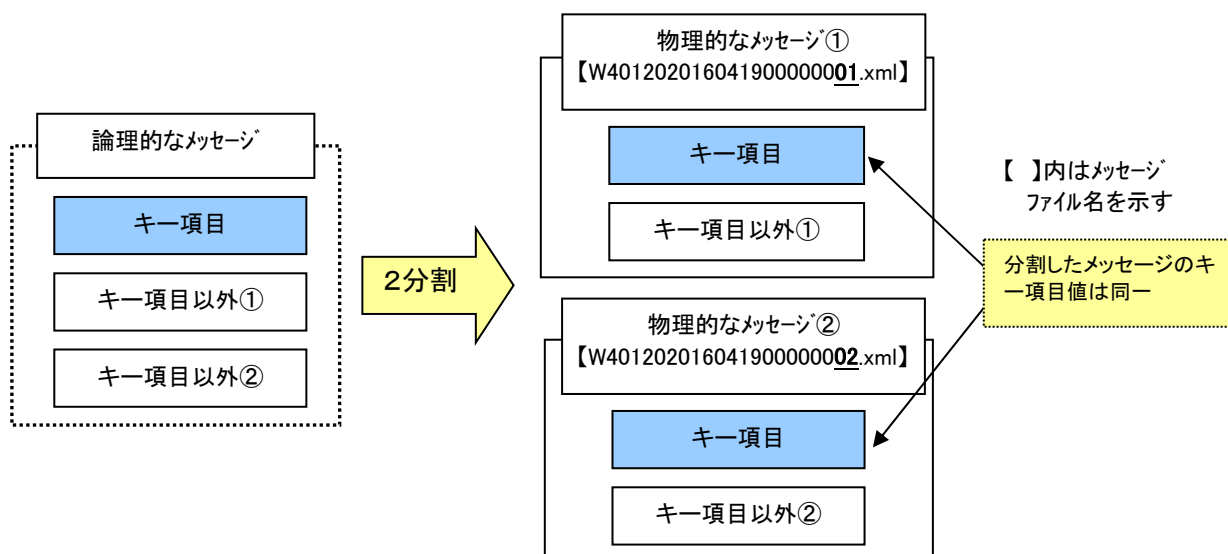 論理的なメッセージ
キー項目
キー項目以外①
キー項目以外②
2分割
物理的なメッセージ①
【W4012020160419000000001.xml】
キー項目
キー項目以外①
物理的なメッセージ②
【W4012020160419000000002.xml】
キー項目
キー項目以外②
【 】内はメッセージ
ファイル名を示す
分割したメッセージのキ
ー項目値は同一